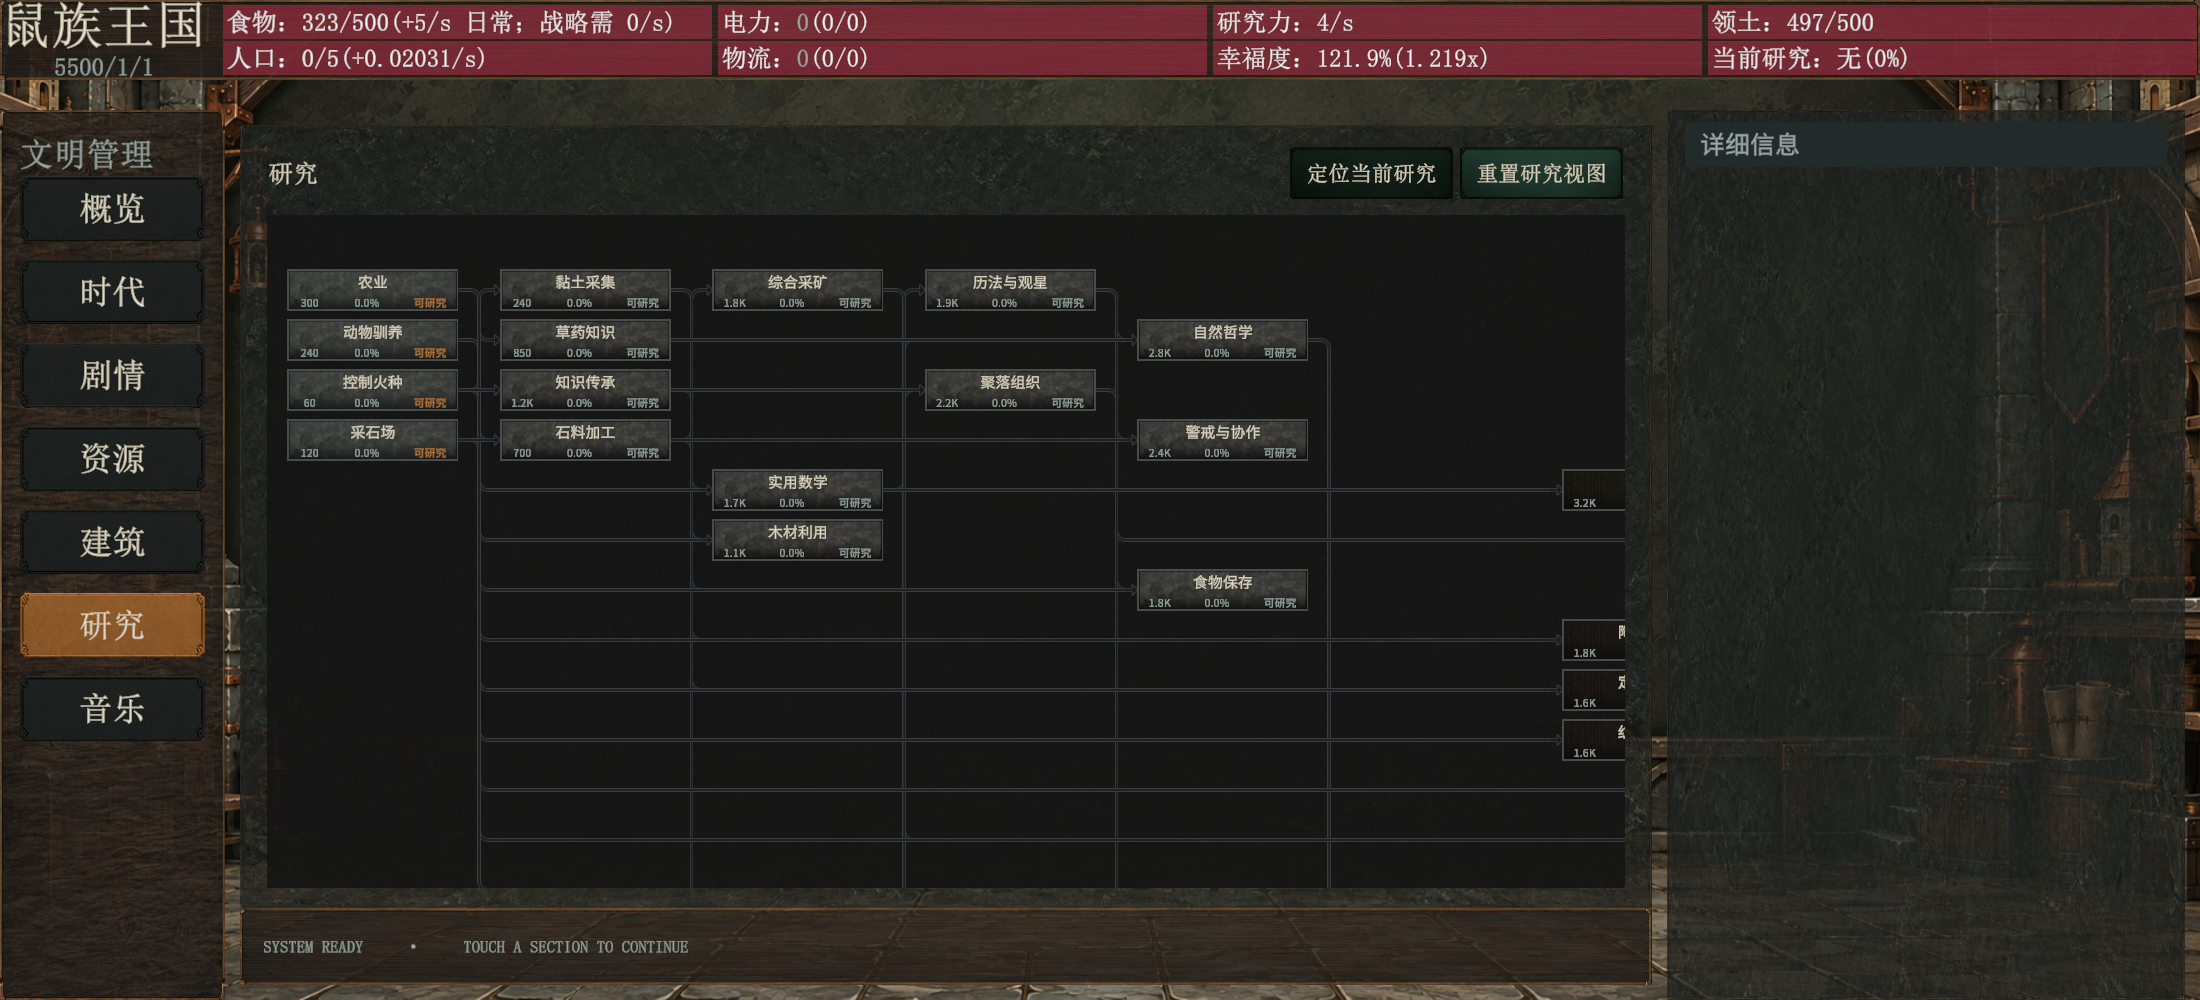 鼠族王国
5500/1/1
食物: 323/500(+5/s 日常; 战略需 0/s)
人口: 0/5(+0.02031/s)
电力: 0(0/0)
物流: 0(0/0)
研究力: 4/s
幸福度: 121.9%(1.219x)
领土: 497/500
当前研究: 无(0%)
文明管理
概览
时代
剧情
资源
建筑
研究
音乐
研究
定位当前研究
重置研究视图
农业
300 0.0% 可研究
动物驯养
240 0.0% 可研究
控制火种
60 0.0% 可研究
采石场
120 0.0% 可研究
黏土采集
240 0.0% 可研究
草药知识
850 0.0% 可研究
知识传承
1.2K 0.0% 可研究
石料加工
700 0.0% 可研究
综合采矿
1.8K 0.0% 可研究
实用数学
1.7K 0.0% 可研究
木材利用
1.1K 0.0% 可研究
历法与观星
1.9K 0.0% 可研究
聚落组织
2.2K 0.0% 可研究
自然哲学
2.8K 0.0% 可研究
警戒与协作
2.4K 0.0% 可研究
食物保存
1.8K 0.0% 可研究
3.2K
1.8K
1.6K
1.6K
详细信息
SYSTEM READY • TOUCH A SECTION TO CONTINUE